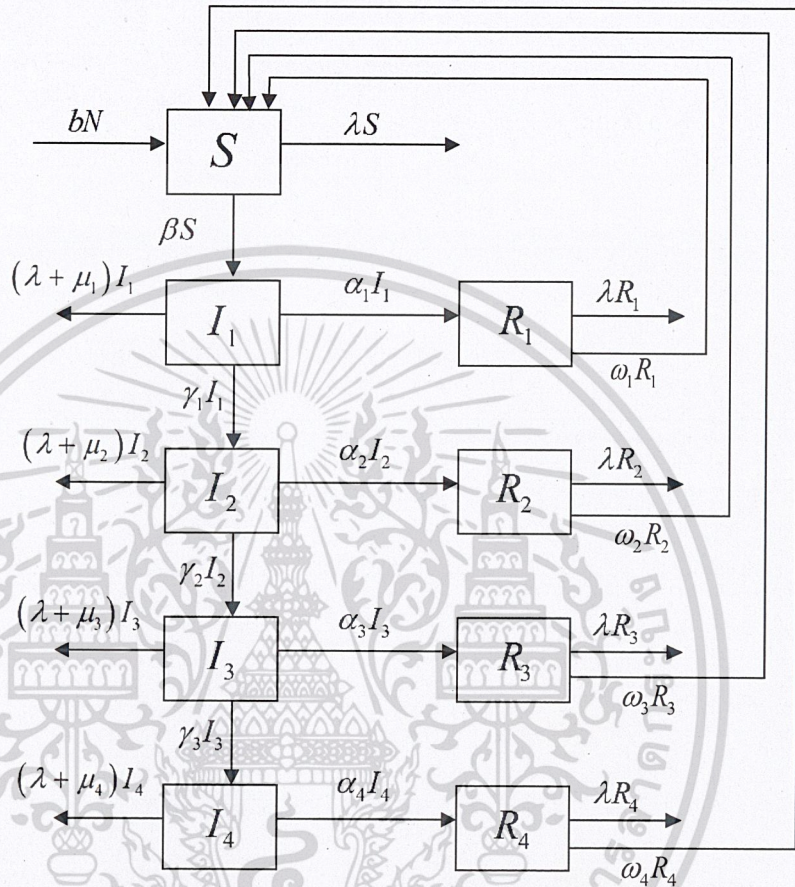 bN
S
λS
βS
(λ + μ₁)I₁
I₁
α₁I₁
R₁
λR₁
ω₁R₁
γ₁I₁
(λ + μ₂)I₂
I₂
α₂I₂
R₂
λR₂
ω₂R₂
γ₂I₂
(λ + μ₃)I₃
I₃
α₃I₃
R₃
λR₃
ω₃R₃
γ₃I₃
(λ + μ₄)I₄
I₄
α₄I₄
R₄
λR₄
ω₄R₄